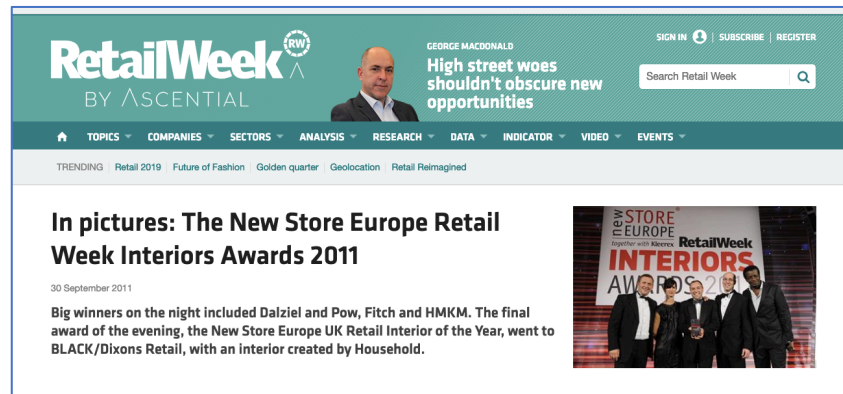 RetailWeek RW
BY ASCENTIAL
GEORGE MACDONALD
High street woes
shouldn't obscure new
opportunities
SIGN IN | SUBSCRIBE | REGISTER
Search Retail Week
TOPICS COMPANIES SECTORS ANALYSIS RESEARCH DATA INDICATOR VIDEO EVENTS
TRENDING Retail 2019 Future of Fashion Golden quarter Geolocation Retail Reimagined
In pictures: The New Store Europe Retail
Week Interiors Awards 2011
30 September 2011
Big winners on the night included Dalziel and Pow, Fitch and HMKM. The final
award of the evening, the New Store Europe UK Retail Interior of the Year, went to
BLACK/Dixons Retail, with an interior created by Household.
new STORE
EUROPE
together with Kleerex RetailWeek
INTERIORS